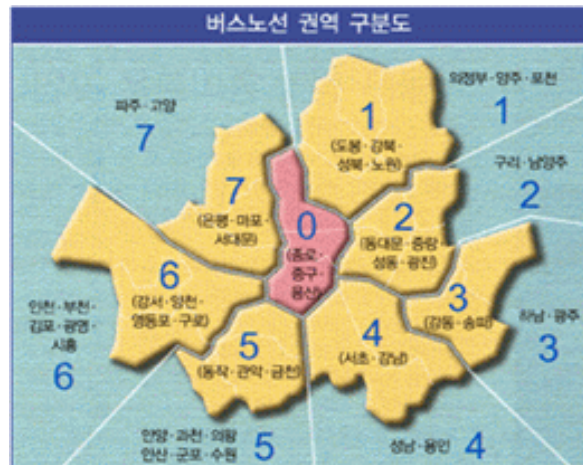 버스노선 권역 구분도
의정부·양주·포천
1
파주·고양
7
1
(도봉·강북·
성북·노원)
구리·남양주
2
7
(은평·마포·
서대문)
0
(종로·
중구·
용산)
2
(동대문·중랑·
성동·광진)
6
(강서·양천·
영등포·구로)
3
(강동·송파)
인천·부천·
김포·광명·
시흥
6
하남·광주
3
5
(동작·관악·금천)
4
(서초·강남)
안양·과천·의왕
안산·군포·수원
5
성남·용인
4